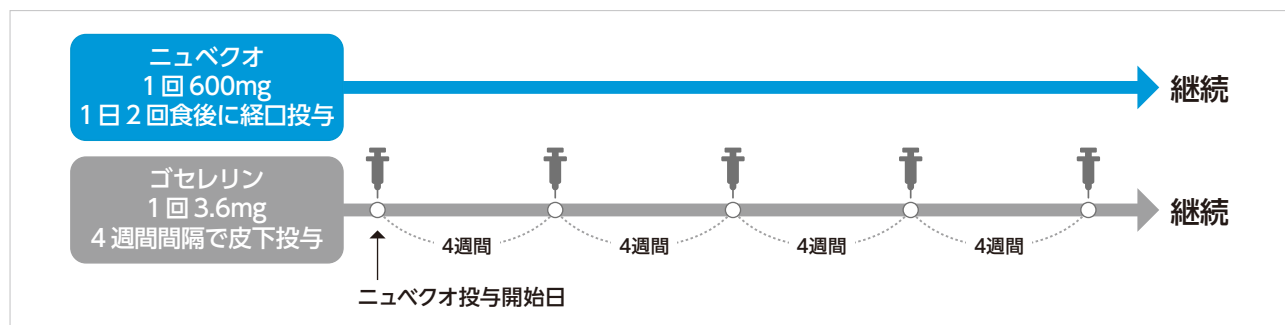 ニュベクオ
1回600mg
1日2回食後に経口投与
継続
ゴセレリン
1回3.6mg
4週間間隔で皮下投与
継続
4週間
4週間
4週間
4週間
ニュベクオ投与開始日